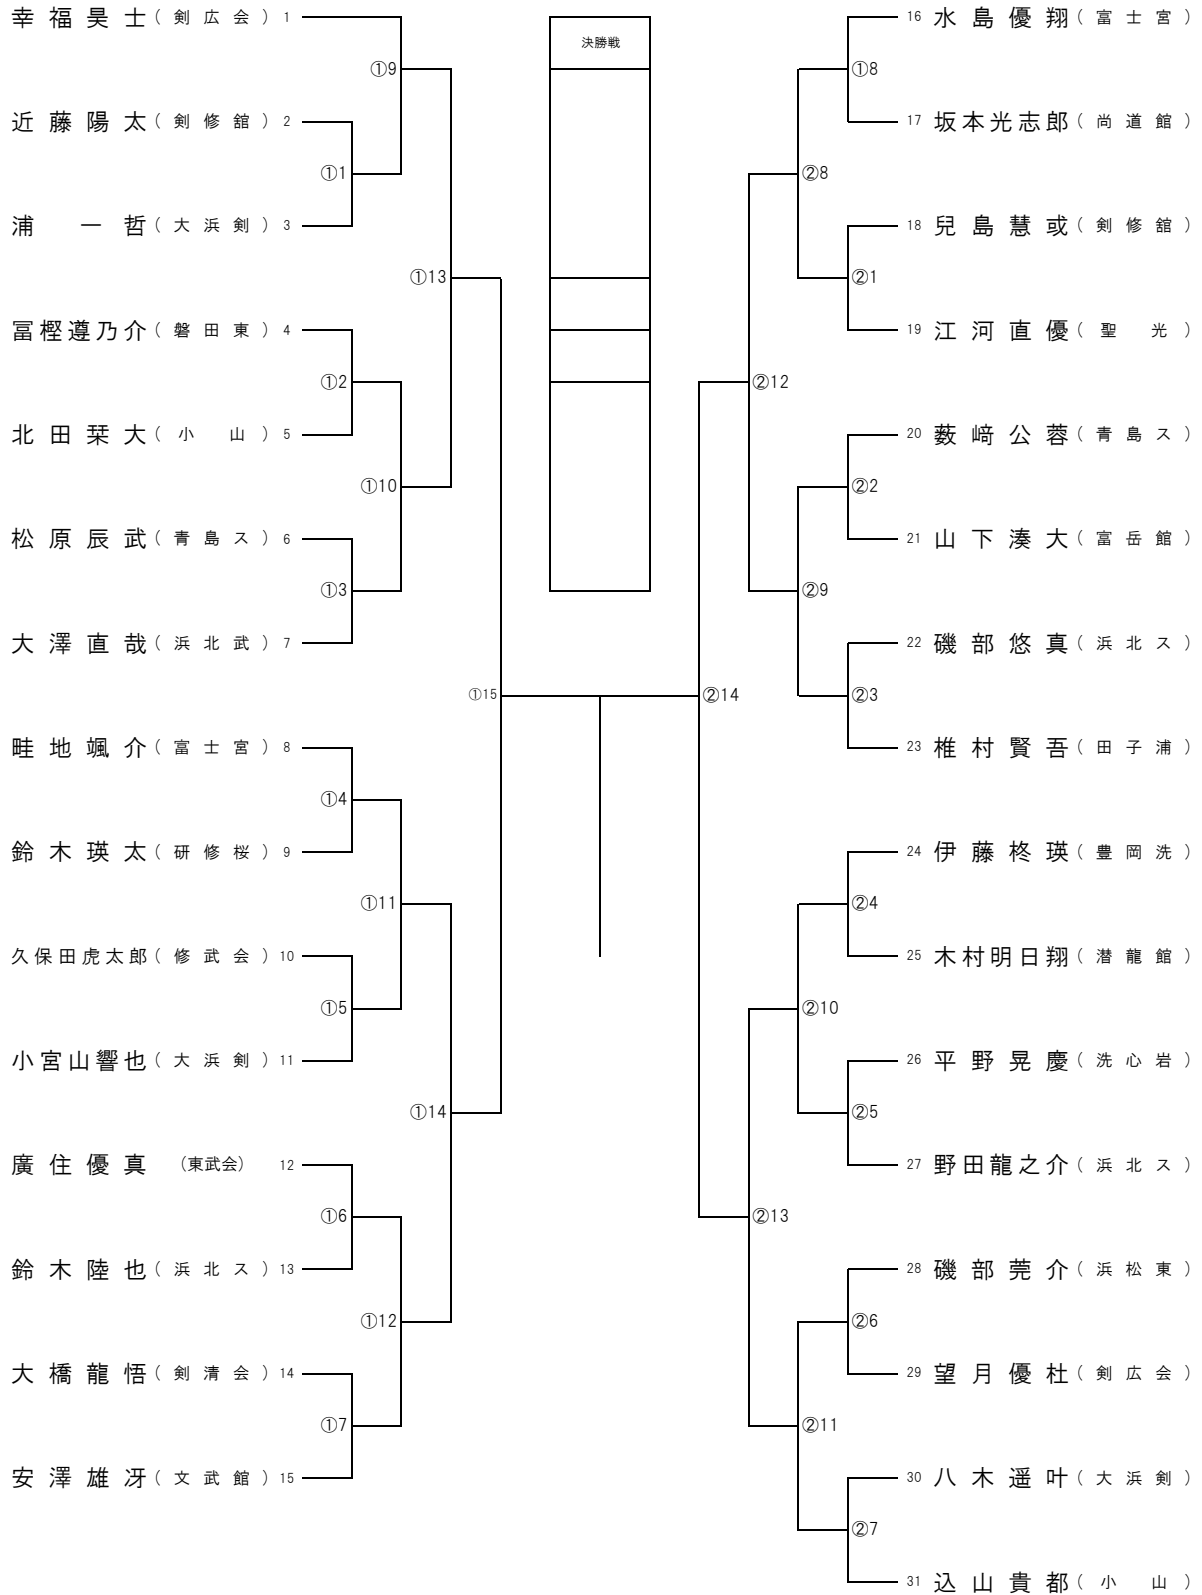 幸福昊士(剣広会) 1
①9
近藤陽太(剣修舘) 2
①1
浦一哲(大浜剣) 3
①13
冨樫遵乃介(磐田東) 4
①2
北田栞大(小山) 5
①10
松原辰武(青島ス) 6
①3
大澤直哉(浜北武) 7
①15
畦地颯介(富士宮) 8
①4
鈴木瑛太(研修桜) 9
①11
久保田虎太郎(修武会) 10
①5
小宮山響也(大浜剣) 11
①14
廣住優真(東武会) 12
①6
鈴木陸也(浜北ス) 13
①12
大橋龍悟(剣清会) 14
①7
安澤雄冴(文武館) 15
決勝戦
16 水島優翔(富士宮)
①8
17 坂本光志郎(尚道館)
②8
18 兒島慧或(剣修舘)
②1
19 江河直優(聖光)
②12
20 薮﨑公蓉(青島ス)
②2
21 山下湊大(富岳館)
②9
22 磯部悠真(浜北ス)
②3
②14
23 椎村賢吾(田子浦)
24 伊藤柊瑛(豊岡洗)
②4
25 木村明日翔(潜龍館)
②10
26 平野晃慶(洗心岩)
②5
27 野田龍之介(浜北ス)
②13
28 磯部莞介(浜松東)
②6
29 望月優杜(剣広会)
②11
30 八木遥叶(大浜剣)
②7
31 込山貴都(小山)